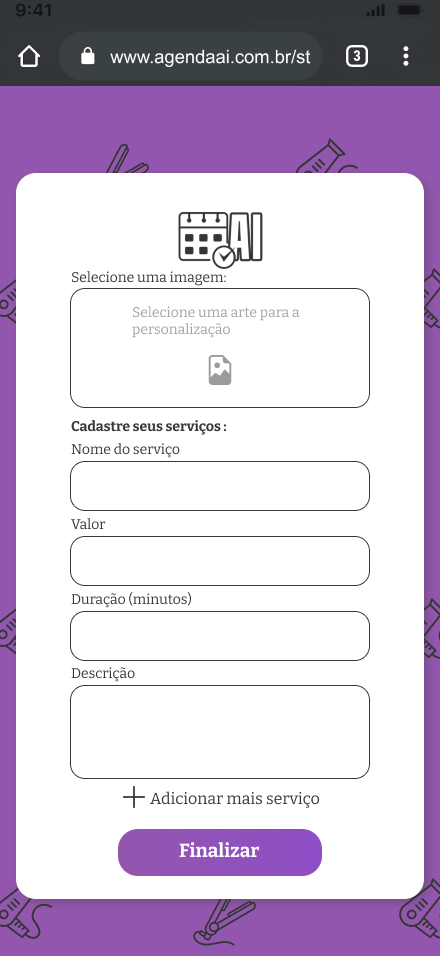 9:41
www.agendaai.com.br/st
3
AI
Selecione uma imagem:
Selecione uma arte para a
personalização
Cadastre seus serviços :
Nome do serviço
Valor
Duração (minutos)
Descrição
Adicionar mais serviço
Finalizar